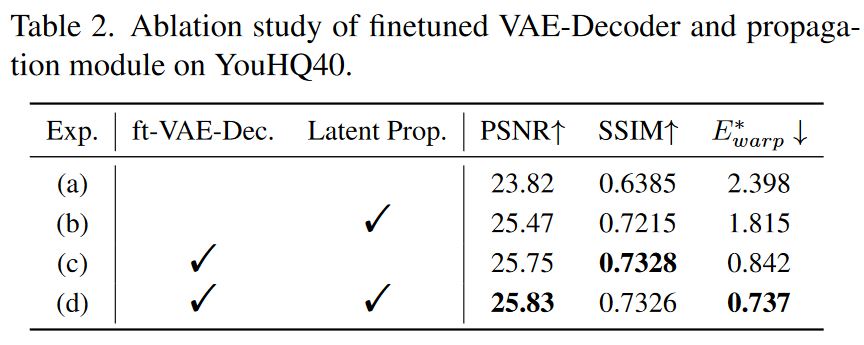 Table 2. Ablation study of finetuned VAE-Decoder and propaga-
tion module on YouHQ40.
Exp. ft-VAE-Dec. Latent Prop. PSNR↑ SSIM↑ E*warp ↓
(a) 23.82 0.6385 2.398
(b) ✓ 25.47 0.7215 1.815
(c) ✓ 25.75 0.7328 0.842
(d) ✓ ✓ 25.83 0.7326 0.737